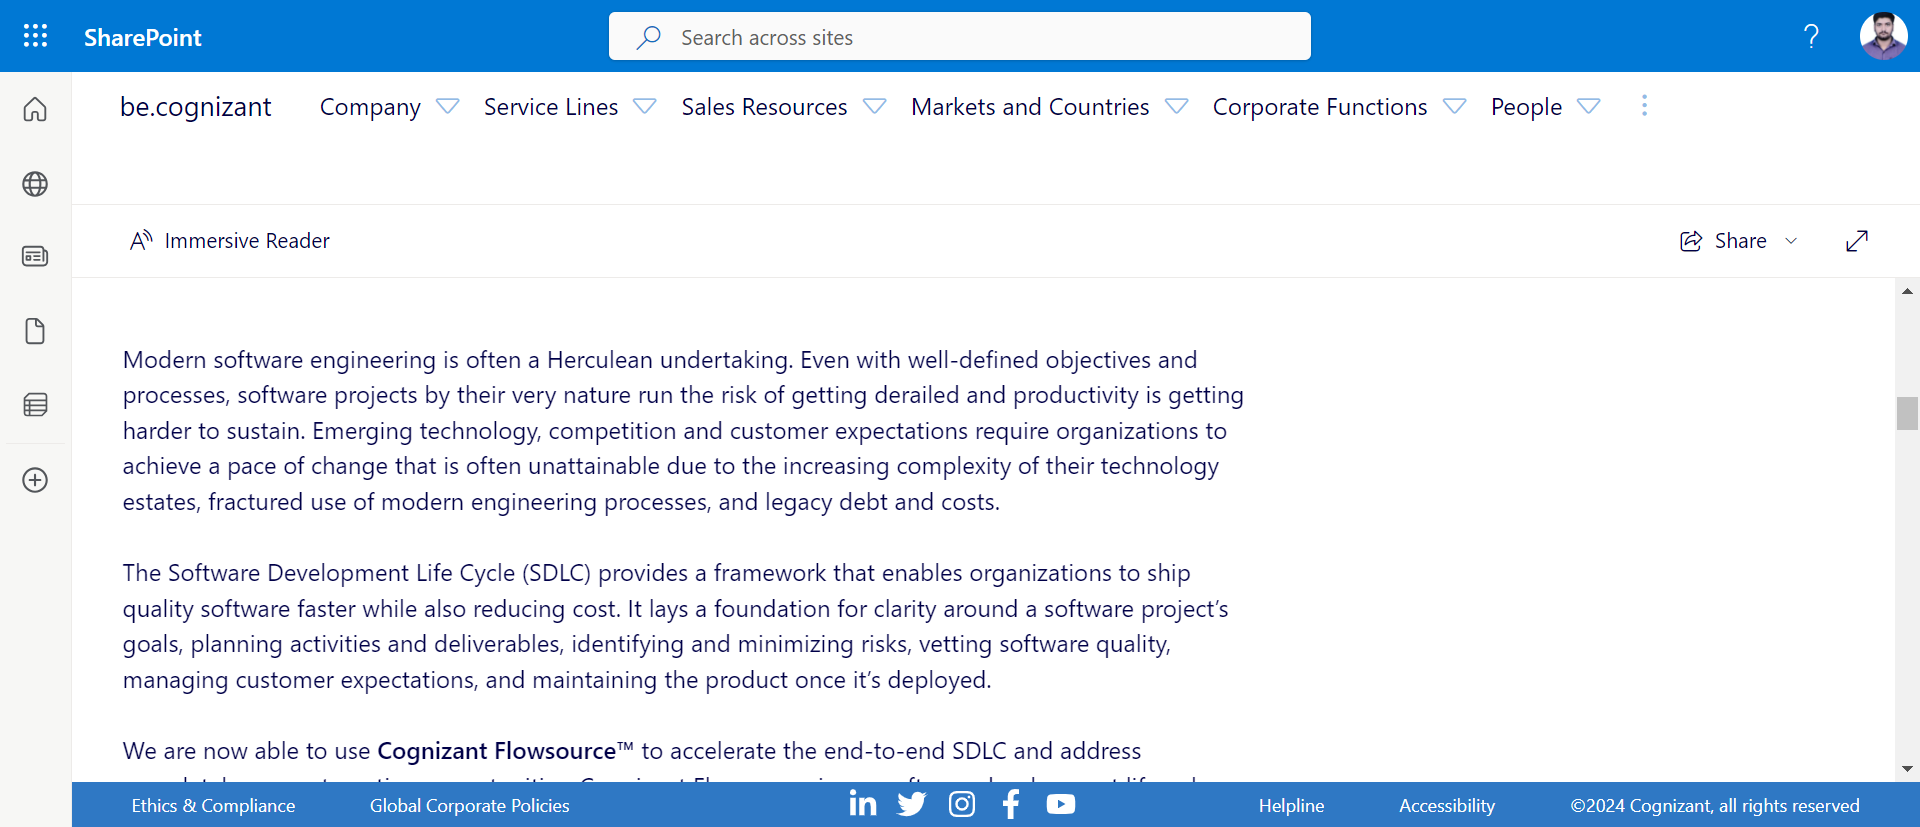 SharePoint
Search across sites
be.cognizant
Company
Service Lines
Sales Resources
Markets and Countries
Corporate Functions
People
Immersive Reader
Share
Modern software engineering is often a Herculean undertaking. Even with well-defined objectives and
processes, software projects by their very nature run the risk of getting derailed and productivity is getting
harder to sustain. Emerging technology, competition and customer expectations require organizations to
achieve a pace of change that is often unattainable due to the increasing complexity of their technology
estates, fractured use of modern engineering processes, and legacy debt and costs.
The Software Development Life Cycle (SDLC) provides a framework that enables organizations to ship
quality software faster while also reducing cost. It lays a foundation for clarity around a software project’s
goals, planning activities and deliverables, identifying and minimizing risks, vetting software quality,
managing customer expectations, and maintaining the product once it’s deployed.
We are now able to use Cognizant Flowsource™ to accelerate the end-to-end SDLC and address
Ethics & Compliance
Global Corporate Policies
Helpline
Accessibility
©2024 Cognizant, all rights reserved